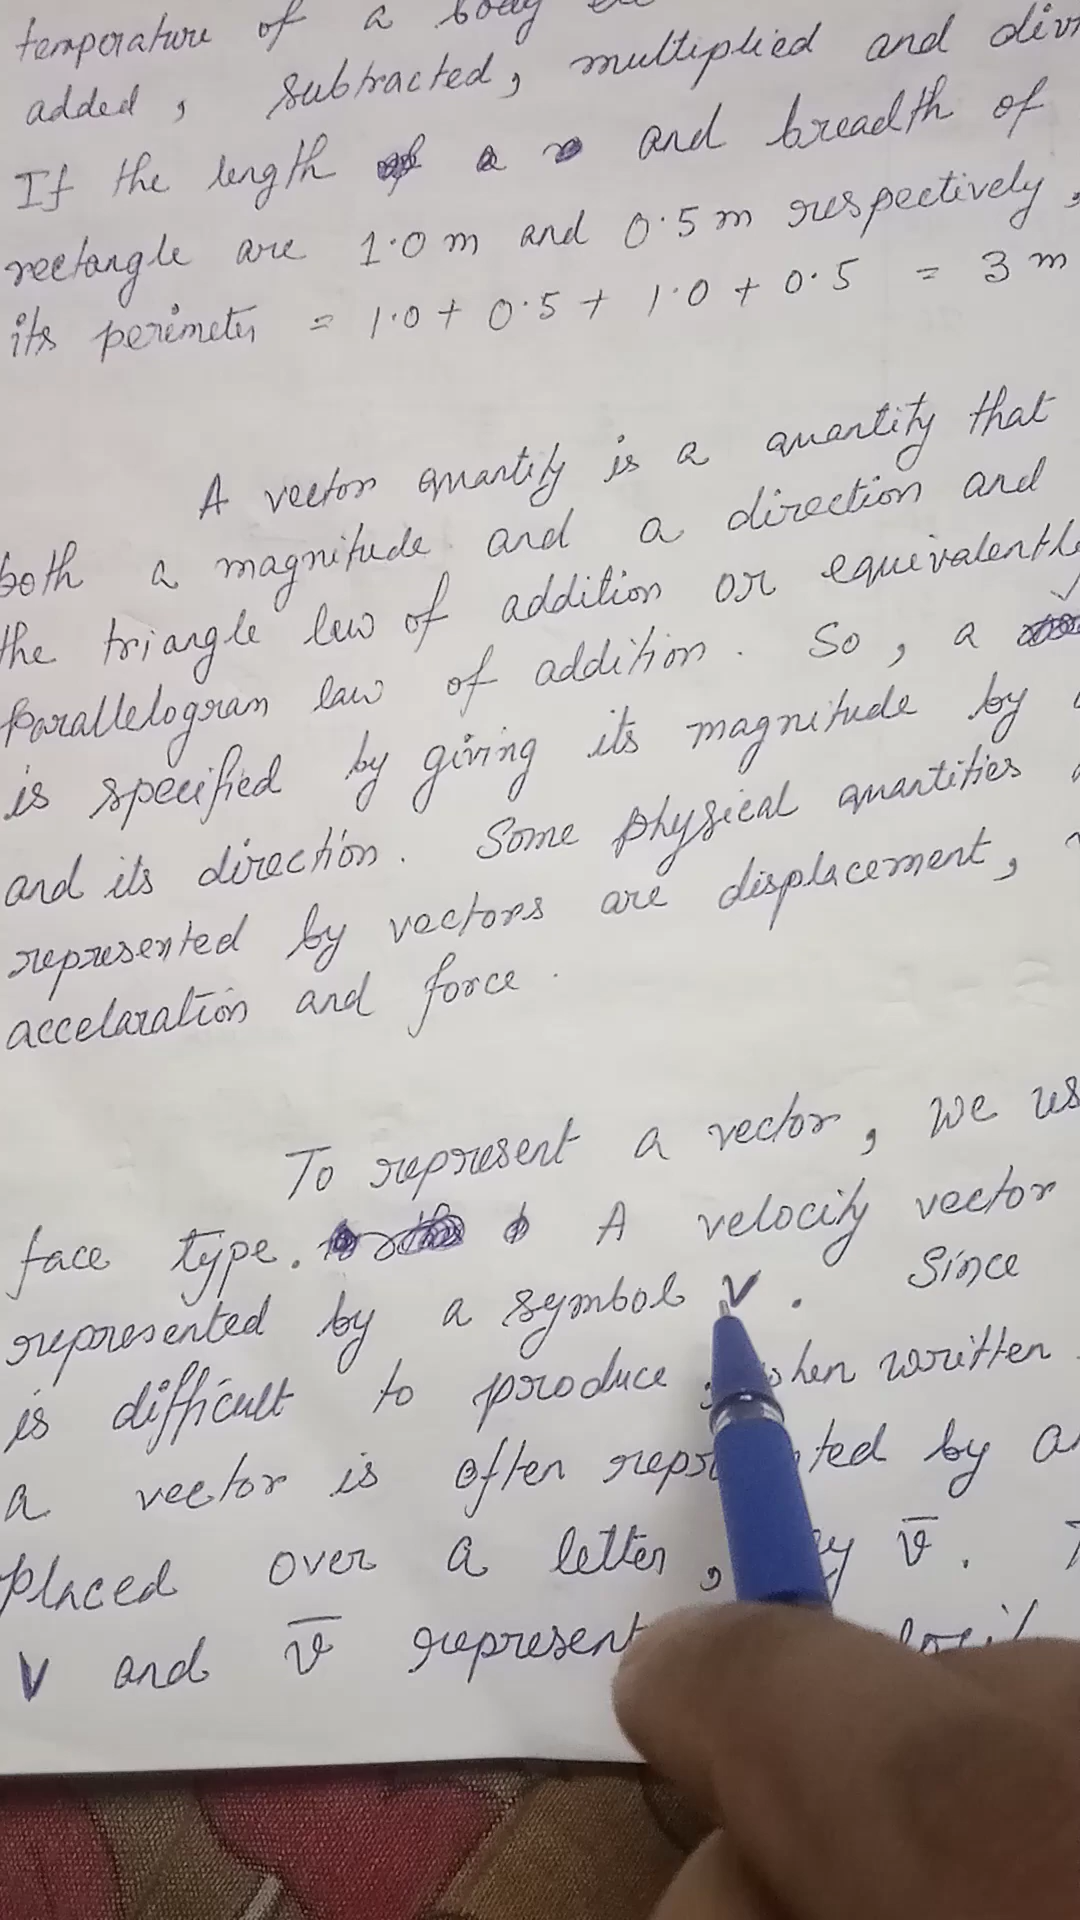 temperature of a body
added, subtracted, multiplied and
If the length of a and breadth of
rectangle are 1.0 m and 0.5 m respectively,
its perimeter = 1.0 + 0.5 + 1.0 + 0.5 = 3 m
A vector quantity is a quantity that
both a magnitude and a direction and
the triangle law of addition or equivalently
parallelogram law of addition. So, a
is specified by giving its magnitude by
and its direction. Some physical quantities
represented by vectors are displacement,
accelaration and force.
To represent a vector, we
face type. A velocity vector
represented by a symbol v. Since
is difficult to produce, when written
a vector is often represented by
placed over a letter, v̅.
v and v̅ represent